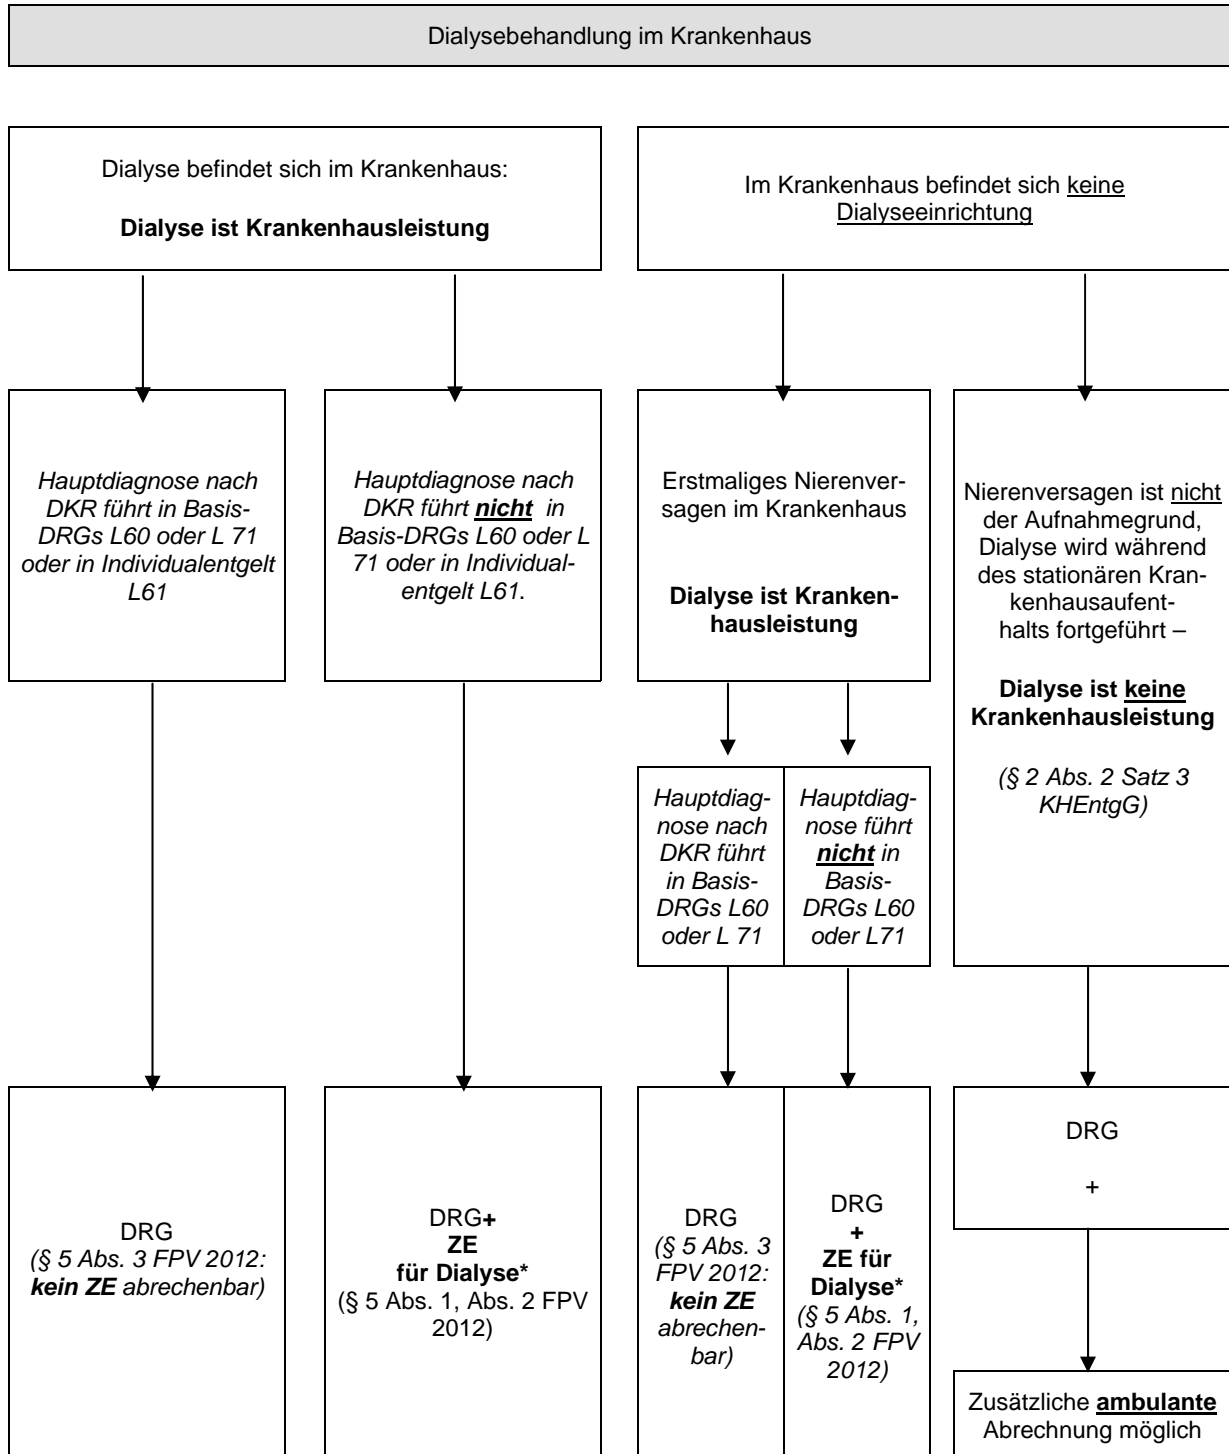 Dialysebehandlung im Krankenhaus
Dialyse befindet sich im Krankenhaus:
Dialyse ist Krankenhausleistung
Im Krankenhaus befindet sich keine
Dialyseeinrichtung
Hauptdiagnose nach
DKR führt in Basis-
DRGs L60 oder L 71
oder in Individualentgelt
L61
Hauptdiagnose nach
DKR führt nicht in
Basis-DRGs L60 oder L
71 oder in Individual-
entgelt L61.
Erstmaliges Nierenver-
sagen im Krankenhaus
Dialyse ist Kranken-
hausleistung
Nierenversagen ist nicht
der Aufnahmegrund,
Dialyse wird während
des stationären Kran-
kenhausaufent-
halts fortgeführt –
Dialyse ist keine
Krankenhausleistung
(§ 2 Abs. 2 Satz 3
KHEntgG)
Hauptdiag-
nose nach
DKR führt
in Basis-
DRGs L60
oder L 71
Hauptdiag-
nose führt
nicht in
Basis-
DRGs L60
oder L71
DRG
(§ 5 Abs. 3 FPV 2012:
kein ZE abrechenbar)
DRG+
ZE
für Dialyse*
(§ 5 Abs. 1, Abs. 2 FPV
2012)
DRG
(§ 5 Abs. 3
FPV 2012:
kein ZE
abrechen-
bar)
DRG
+
ZE für
Dialyse*
(§ 5 Abs. 1,
Abs. 2 FPV
2012)
DRG
+
Zusätzliche ambulante
Abrechnung möglich